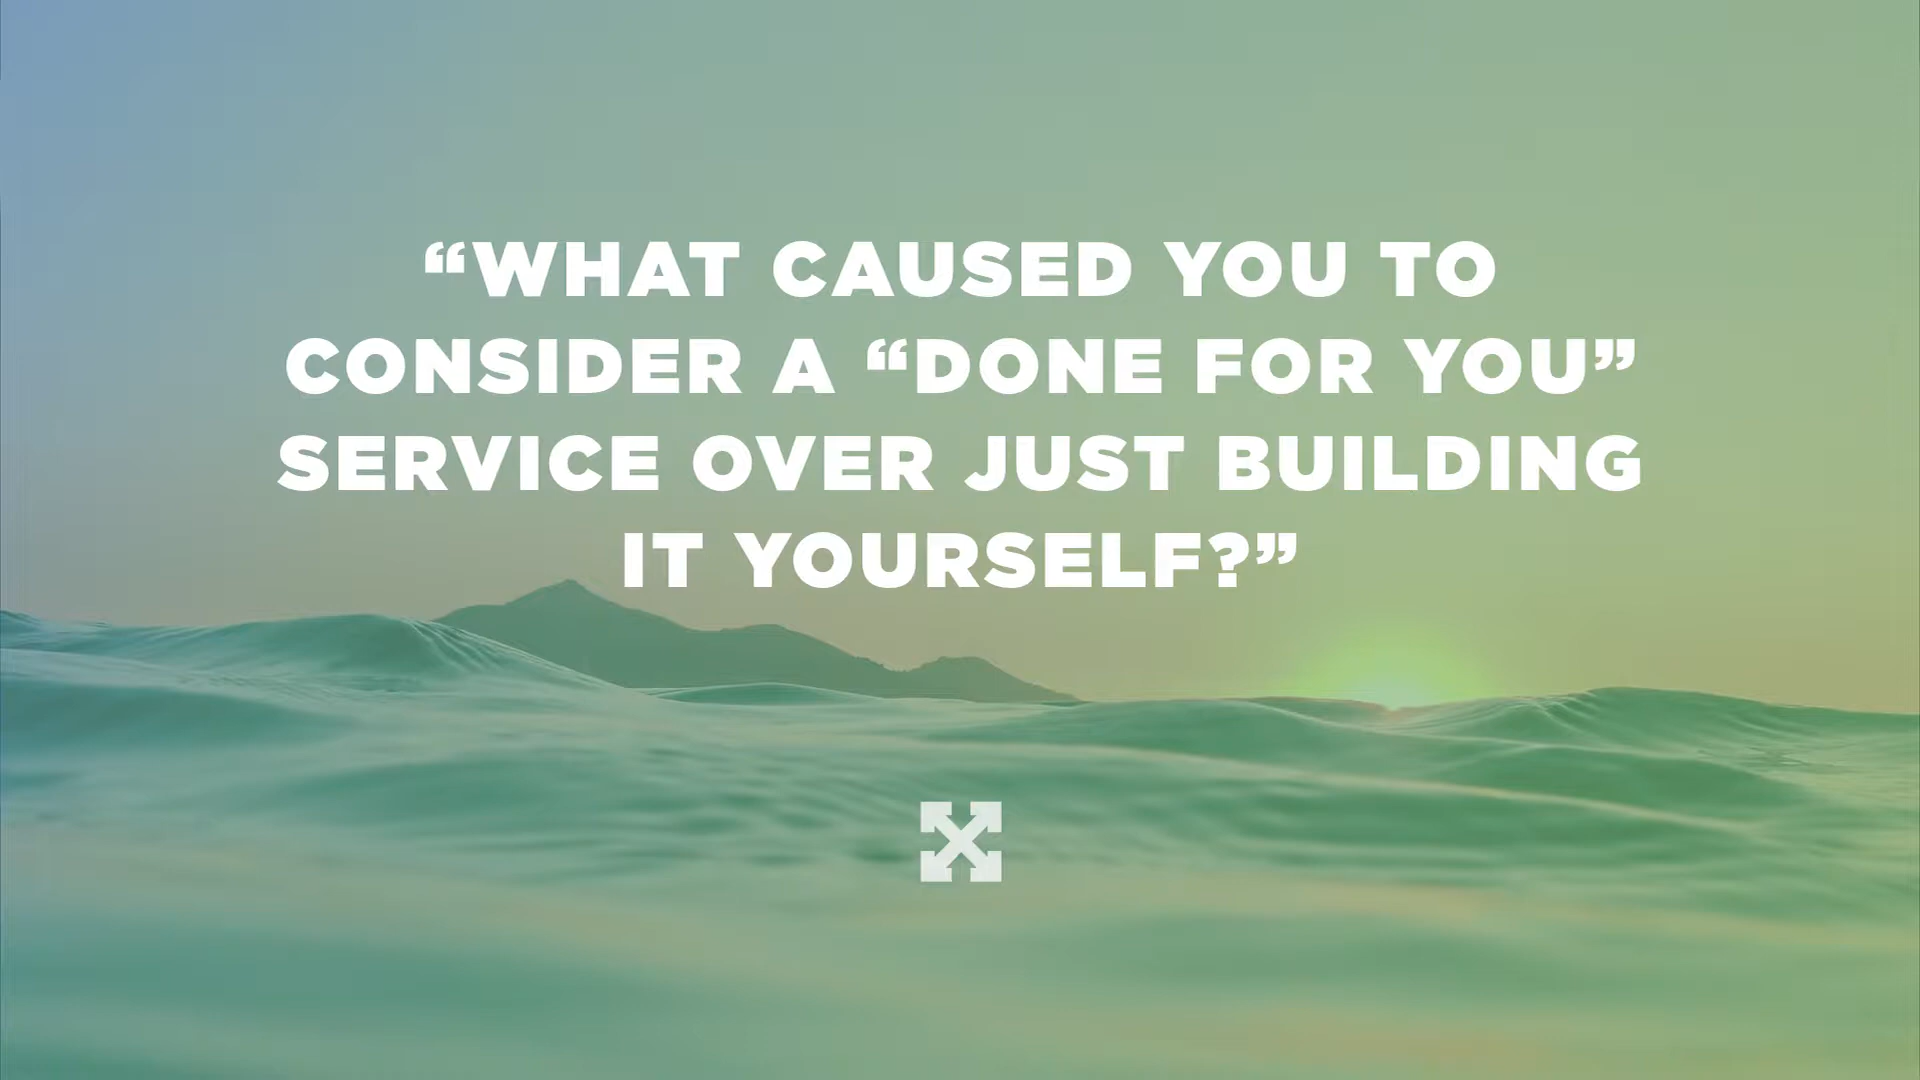 “WHAT CAUSED YOU TO
CONSIDER A “DONE FOR YOU”
SERVICE OVER JUST BUILDING
IT YOURSELF?”